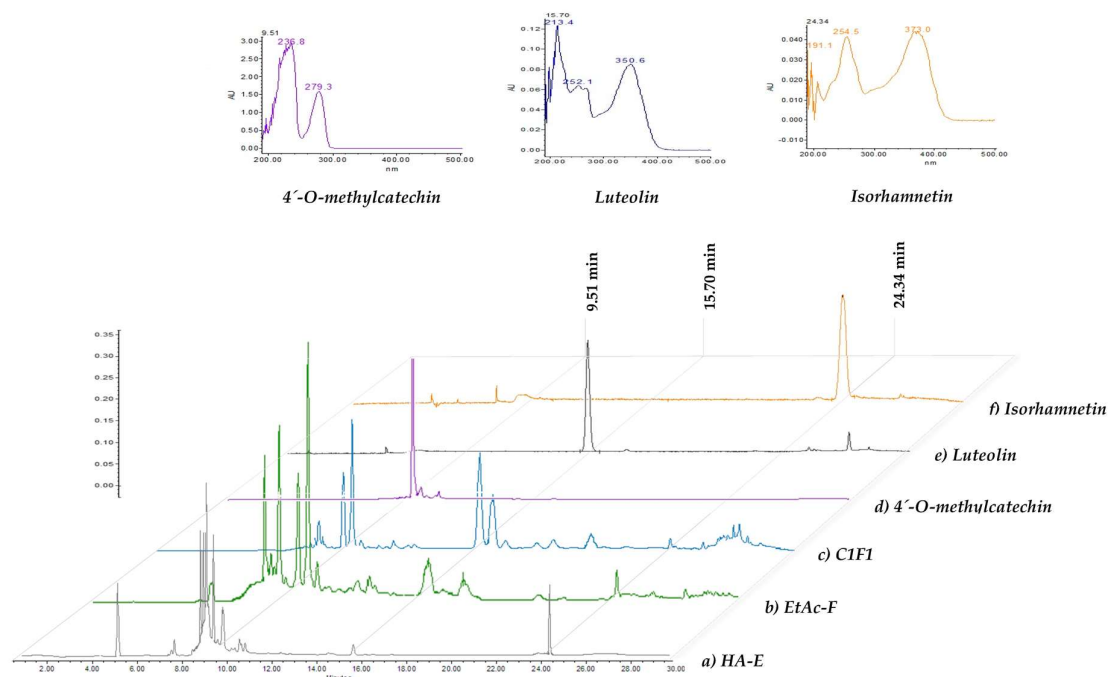 9.51
236.8
279.3
3.00
2.50
2.00
1.50
1.00
0.50
0.00
AU
200.00 300.00 400.00 500.00
nm
4´-O-methylcatechin
15.70
213.4
252.1
350.6
0.12
0.10
0.08
0.06
0.04
0.02
0.00
AU
200.00 300.00 400.00 500.00
nm
Luteolin
24.34
191.1
254.5
373.0
0.040
0.030
0.020
0.010
0.000
-0.010
AU
200.00 300.00 400.00 500.00
nm
Isorhamnetin
9.51 min
15.70 min
24.34 min
0.35
0.30
0.25
0.20
0.15
0.10
0.05
0.00
f) Isorhamnetin
e) Luteolin
d) 4´-O-methylcatechin
c) C1F1
b) EtAc-F
a) HA-E
2.00 4.00 6.00 8.00 10.00 12.00 14.00 16.00 18.00 20.00 22.00 24.00 26.00 28.00 30.00
Minutes